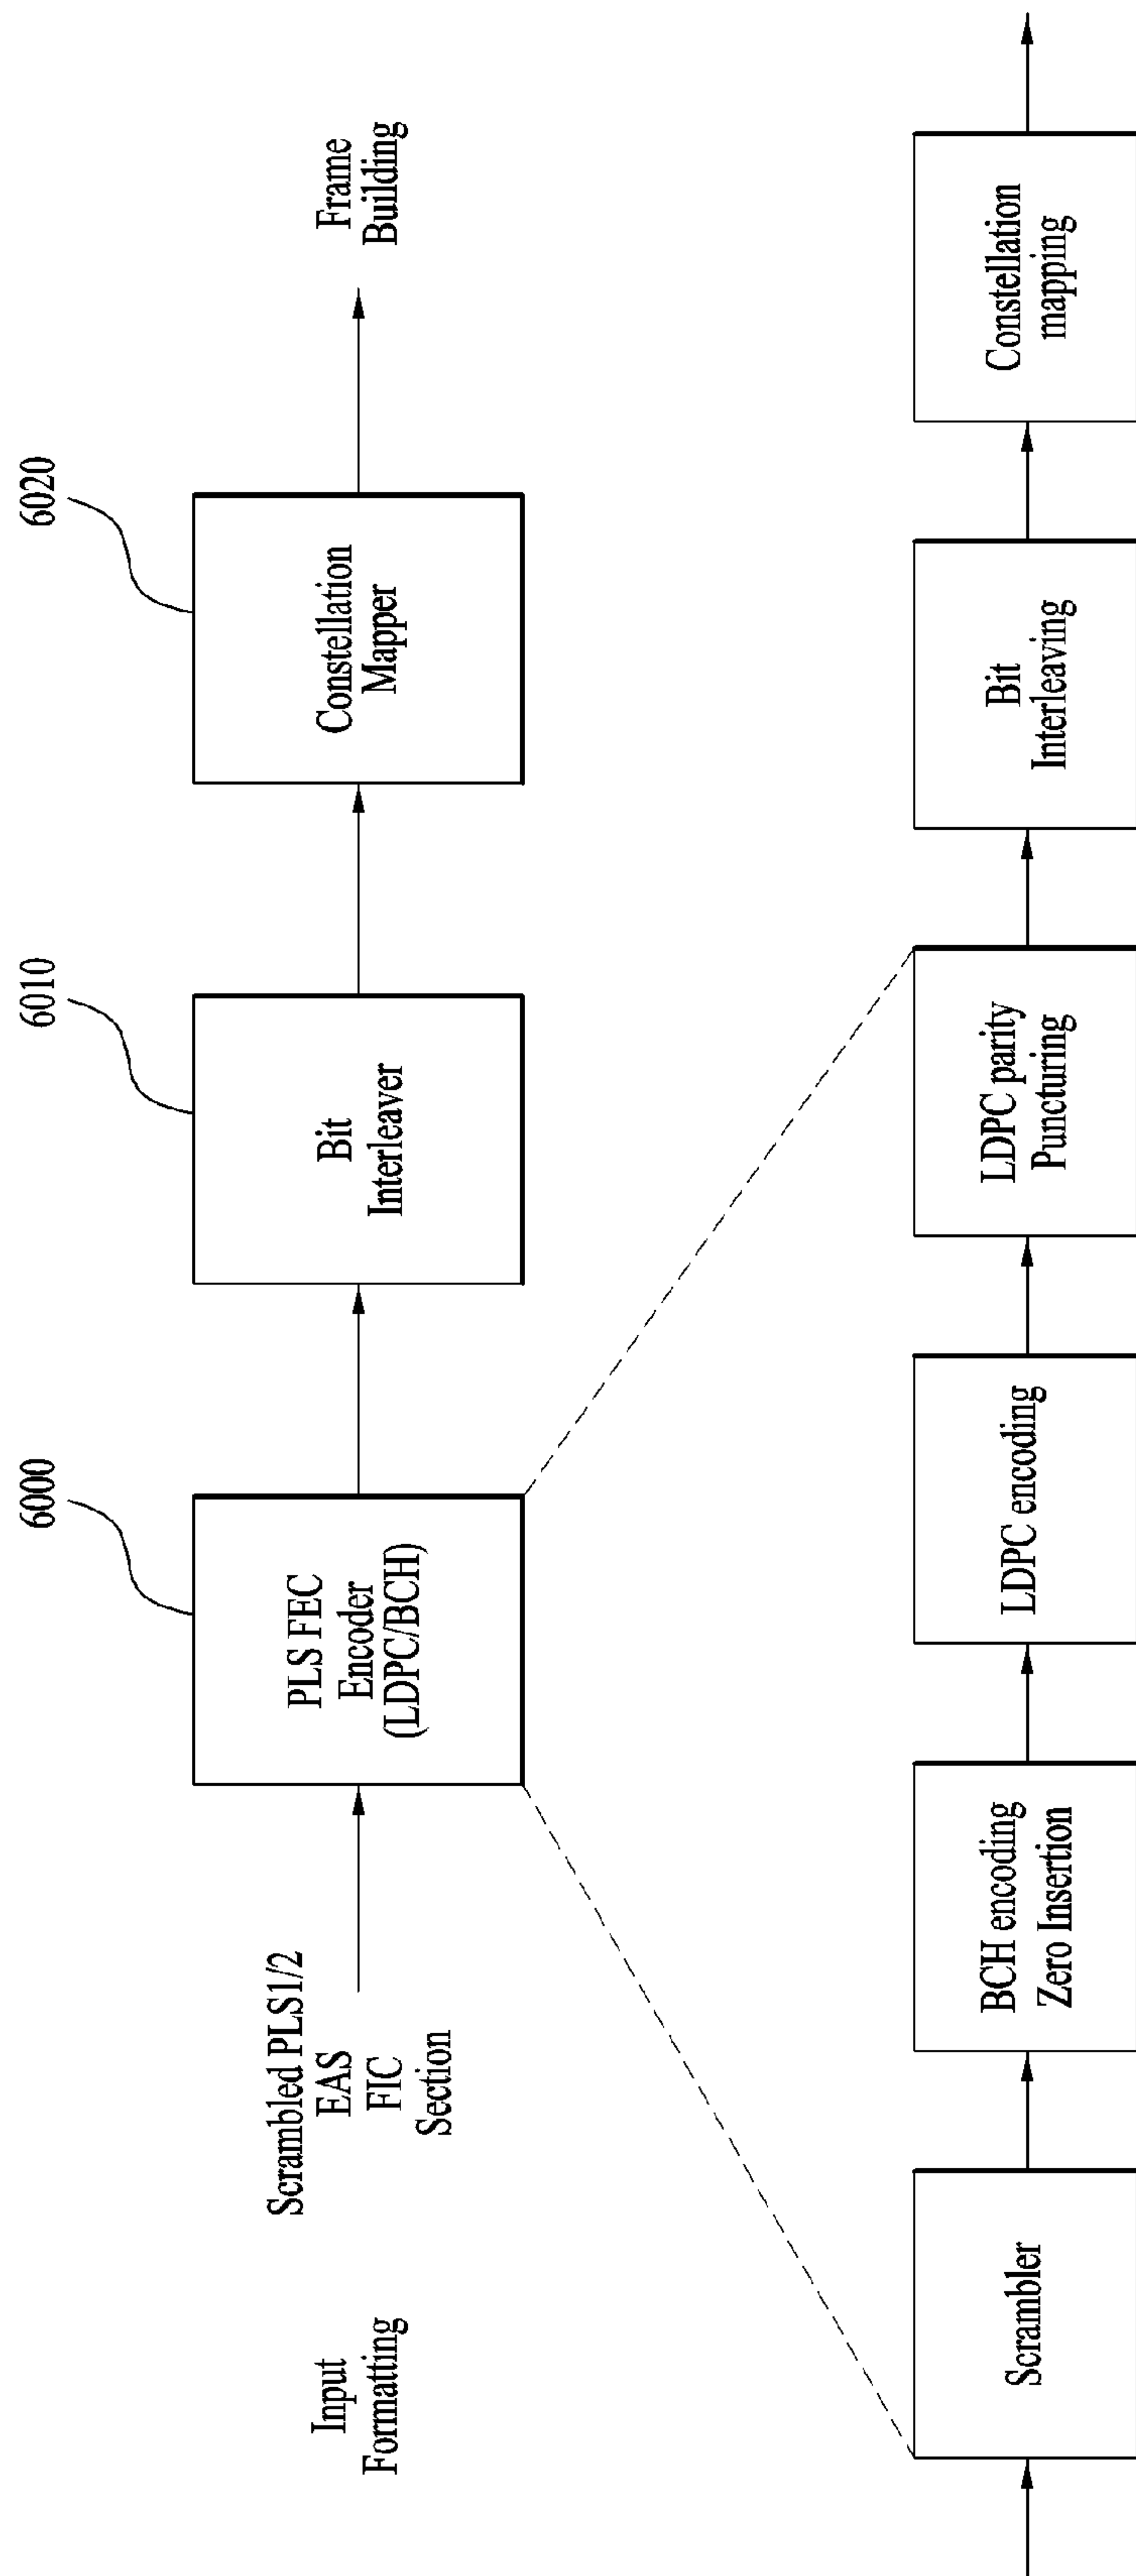 Input
Formatting
Scrambled PLS1/2
EAS
FIC
Section
6000
PLS FEC
Encoder
(LDPC/BCH)
6010
Bit
Interleaver
6020
Constellation
Mapper
Frame
Building
Scrambler
BCH encoding
Zero Insertion
LDPC encoding
LDPC parity
Puncturing
Bit
Interleaving
Constellation
mapping